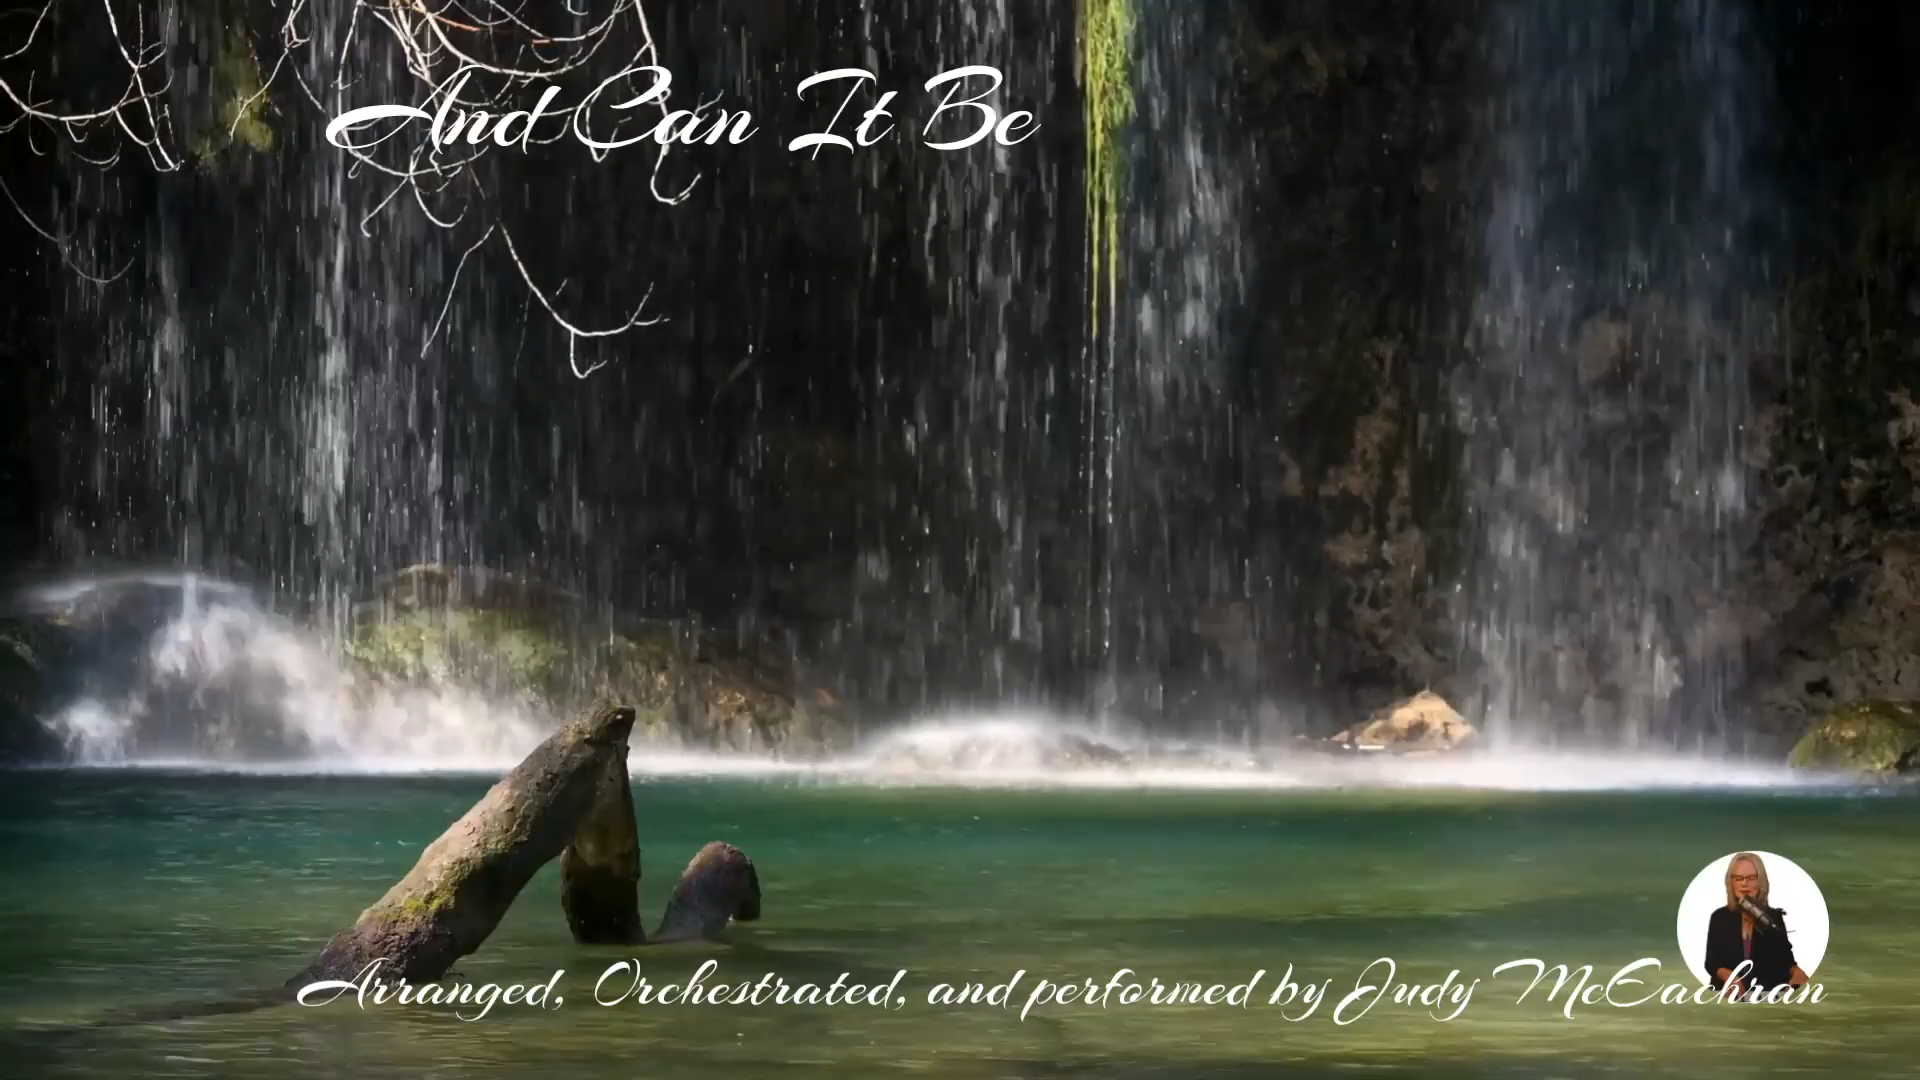 And Can It Be
Arranged, Orchestrated, and performed by Judy McEachran